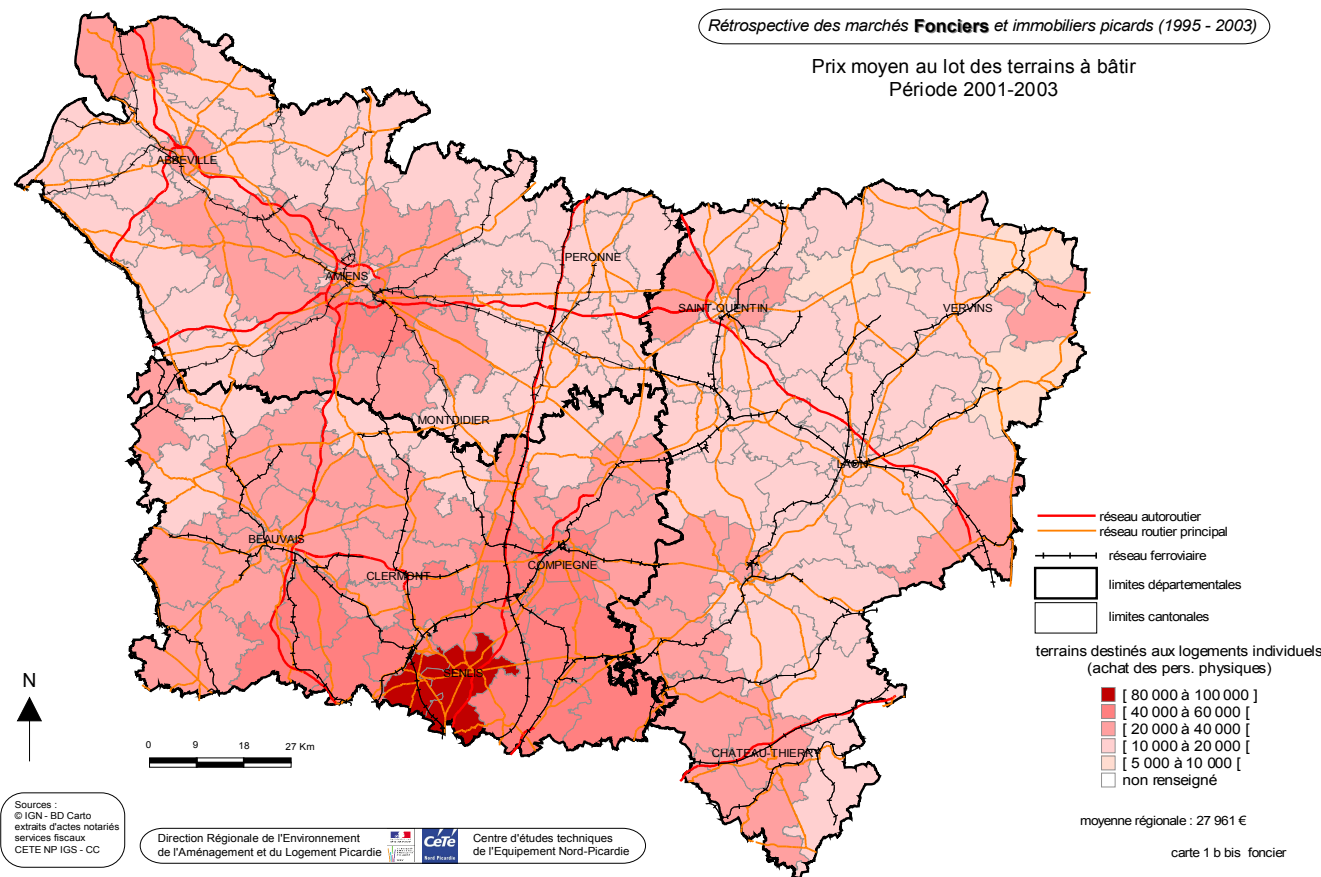 Rétrospective des marchés Fonciers et immobiliers picards (1995 - 2003)
Prix moyen au lot des terrains à bâtir
Période 2001-2003
ABBEVILLE
AMIENS
PERONNE
SAINT-QUENTIN
VERVINS
MONTDIDIER
LAON
BEAUVAIS
CLERMONT
COMPIEGNE
SENLIS
CHATEAU-THIERRY
réseau autoroutier
réseau routier principal
réseau ferroviaire
limites départementales
limites cantonales
terrains destinés aux logements individuels
(achat des pers. physiques)
[ 80 000 à 100 000 ]
[ 40 000 à 60 000 [
[ 20 000 à 40 000 [
[ 10 000 à 20 000 [
[ 5 000 à 10 000 [
non renseigné
moyenne régionale : 27 961 €
carte 1 b bis foncier
N
0 9 18 27 Km
Sources :
© IGN - BD Carto
extraits d'actes notariés
services fiscaux
CETE NP IGS - CC
Direction Régionale de l'Environnement
de l'Aménagement et du Logement Picardie
CeTe
Nord Picardie
Centre d'études techniques
de l'Equipement Nord-Picardie